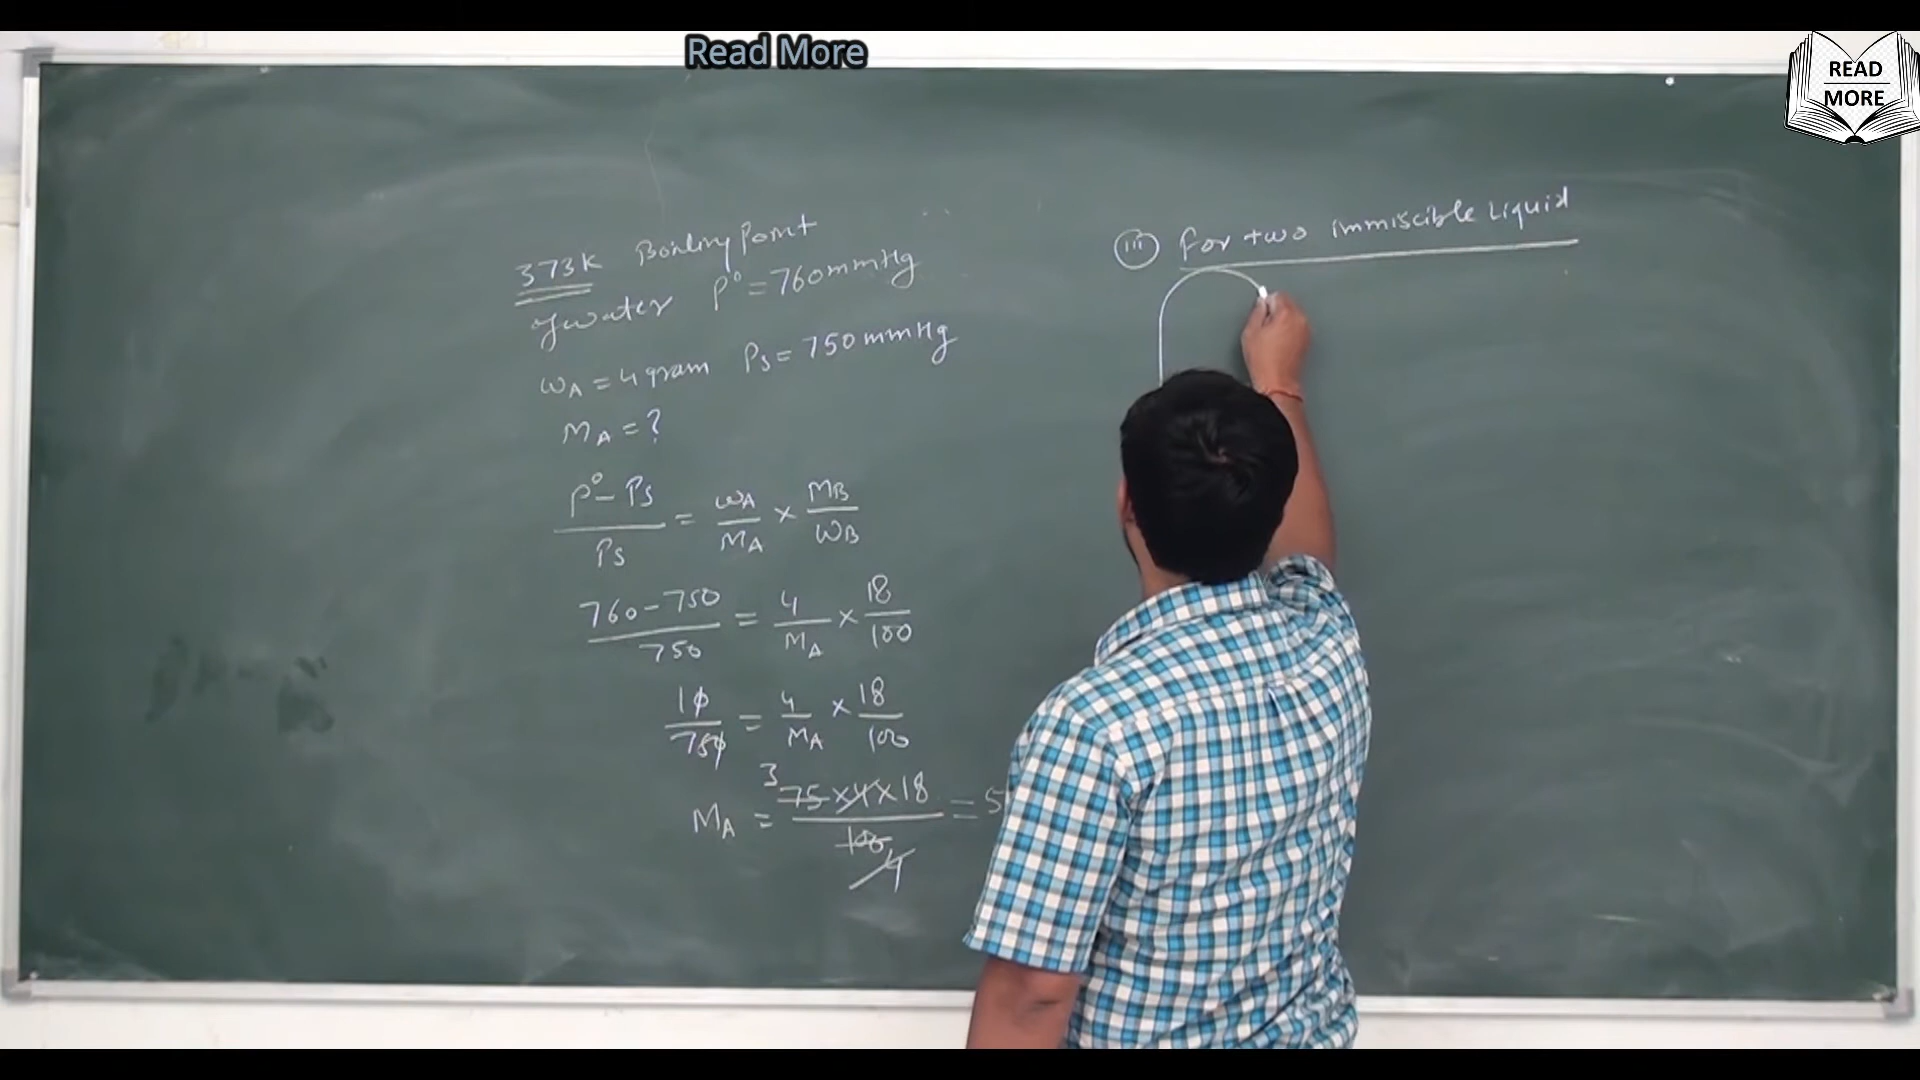 Read More
READ
MORE
373K Boiling Point
of water P° = 760mmHg
WA = 4 gram Ps = 750mmHg
MA = ?
P° - Ps / Ps = WA / MA × MB / WB
760-750 / 750 = 4 / MA × 18 / 100
10 / 750 = 4 / MA × 18 / 100
MA = 3 75×4×18 / 100 4 = 5
(iii) For two immiscible Liquid